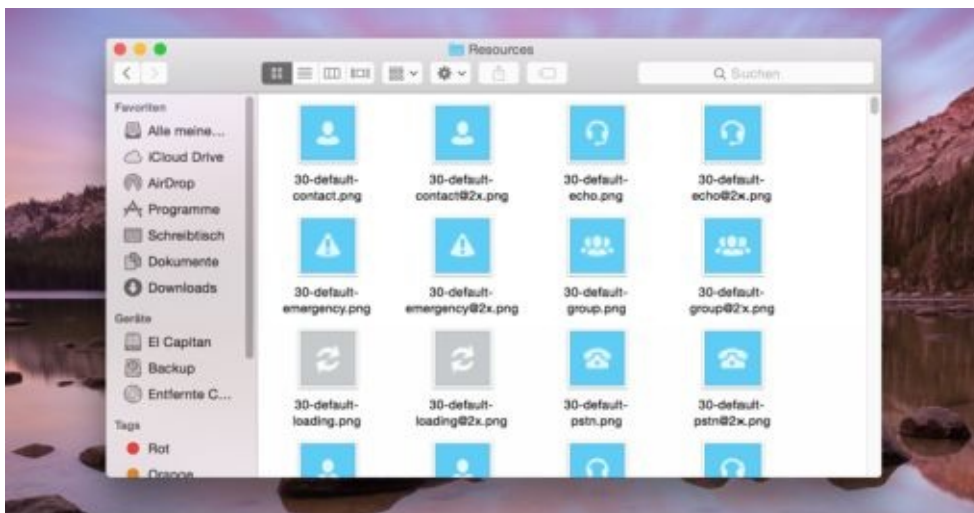 Resources
Suchen
Favoriten
Alle meine...
iCloud Drive
AirDrop
Programme
Schreibtisch
Dokumente
Downloads
Geräte
El Capitan
Backup
Entfernte C...
Tags
Rot
Orange
30-default-
contact.png
30-default-
contact@2x.png
30-default-
echo.png
30-default-
echo@2x.png
30-default-
emergency.png
30-default-
emergency@2x.png
30-default-
group.png
30-default-
group@2x.png
30-default-
loading.png
30-default-
loading@2x.png
30-default-
pstn.png
30-default-
pstn@2x.png